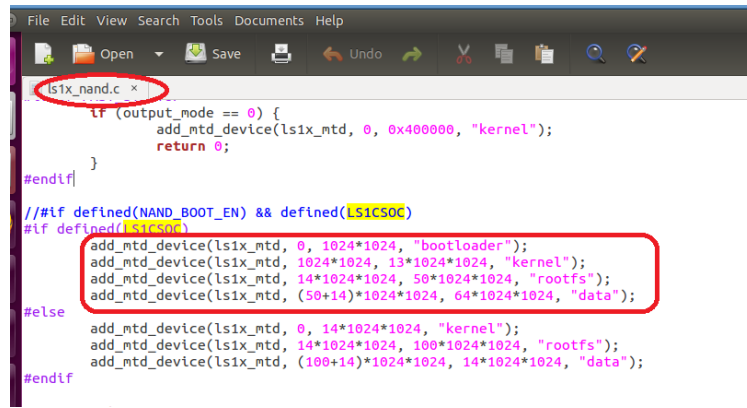 File Edit View Search Tools Documents Help
Open Save Undo
ls1x_nand.c ×
if (output_mode == 0) {
add_mtd_device(ls1x_mtd, 0, 0x400000, "kernel");
return 0;
}
#endif
//#if defined(NAND_BOOT_EN) && defined(LS1CSOC)
#if defined(LS1CSOC)
add_mtd_device(ls1x_mtd, 0, 1024*1024, "bootloader");
add_mtd_device(ls1x_mtd, 1024*1024, 13*1024*1024, "kernel");
add_mtd_device(ls1x_mtd, 14*1024*1024, 50*1024*1024, "rootfs");
add_mtd_device(ls1x_mtd, (50+14)*1024*1024, 64*1024*1024, "data");
#else
add_mtd_device(ls1x_mtd, 0, 14*1024*1024, "kernel");
add_mtd_device(ls1x_mtd, 14*1024*1024, 100*1024*1024, "rootfs");
add_mtd_device(ls1x_mtd, (100+14)*1024*1024, 14*1024*1024, "data");
#endif